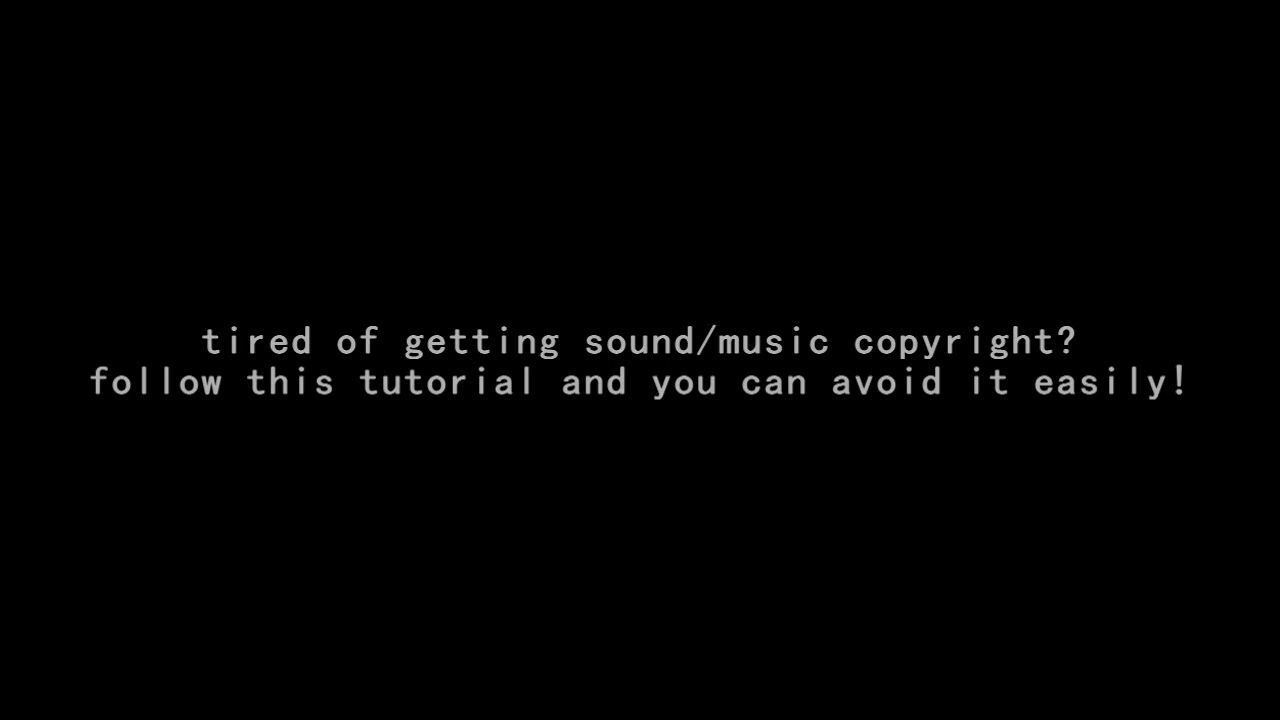 tired of getting sound/music copyright?
follow this tutorial and you can avoid it easily!